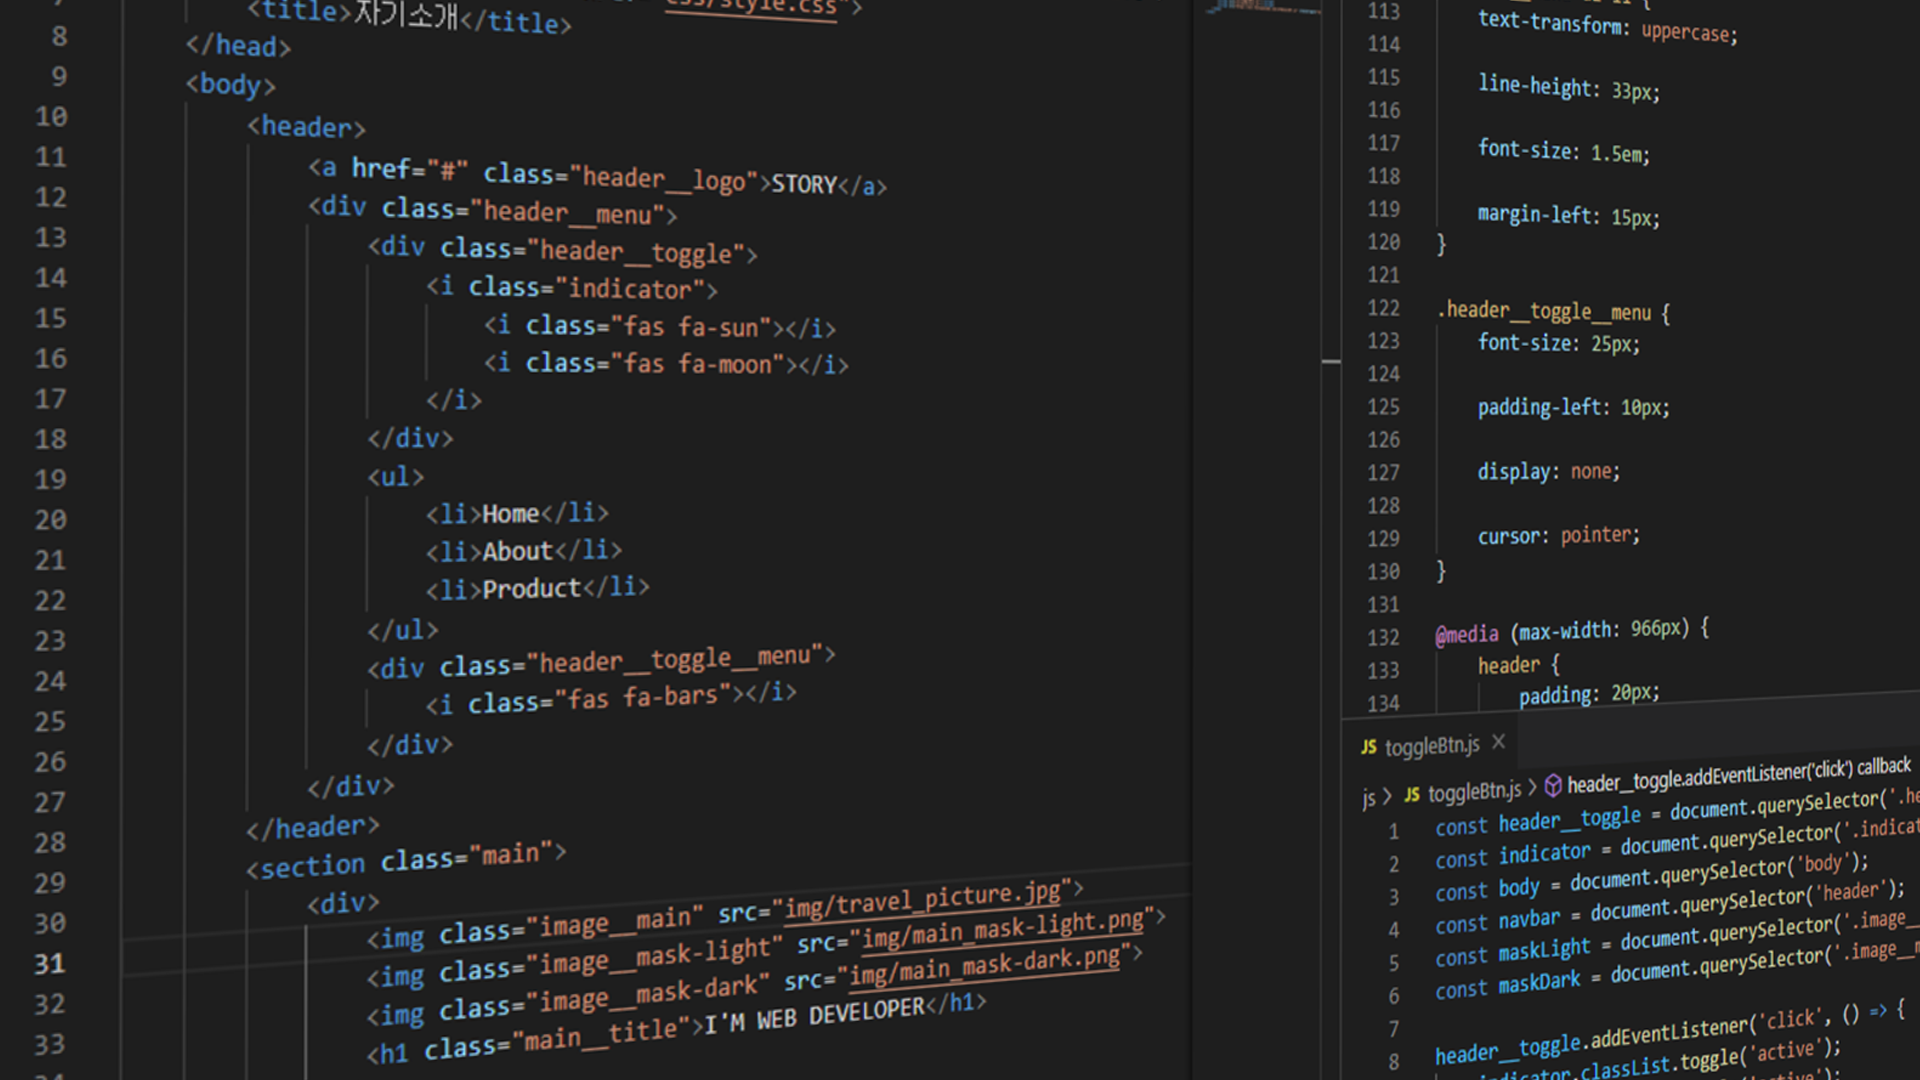 css/style.css">
<title>자기소개</title>
8 </head>
9 <body>
10 <header>
11 <a href="#" class="header__logo">STORY</a>
12 <div class="header__menu">
13 <div class="header__toggle">
14 <i class="indicator">
15 <i class="fas fa-sun"></i>
16 <i class="fas fa-moon"></i>
17 </i>
18 </div>
19 <ul>
20 <li>Home</li>
21 <li>About</li>
22 <li>Product</li>
23 </ul>
24 <div class="header__toggle__menu">
25 <i class="fas fa-bars"></i>
26 </div>
27 </div>
28 </header>
29 <section class="main">
30 <div>
31 <img class="image__main" src="img/travel_picture.jpg">
32 <img class="image__mask-light" src="img/main_mask-light.png">
33 <img class="image__mask-dark" src="img/main_mask-dark.png">
<h1 class="main__title">I'M WEB DEVELOPER</h1>
113
114 text-transform: uppercase;
115
116 line-height: 33px;
117
118 font-size: 1.5em;
119
120 margin-left: 15px;
121 }
122 .header__toggle__menu {
123 font-size: 25px;
124
125 padding-left: 10px;
126
127 display: none;
128
129 cursor: pointer;
130 }
131
132 @media (max-width: 966px) {
133 header {
134 padding: 20px;
JS toggleBtn.js ×
js > JS toggleBtn.js > header__toggle.addEventListener('click') callback
1 const header__toggle = document.querySelector('.he
2 const indicator = document.querySelector('.indicat
3 const body = document.querySelector('body');
4 const navbar = document.querySelector('header');
5 const maskLight = document.querySelector('.image__
6 const maskDark = document.querySelector('.image__m
7
8 header__toggle.addEventListener('click', () => {
indicator.classList.toggle('active');